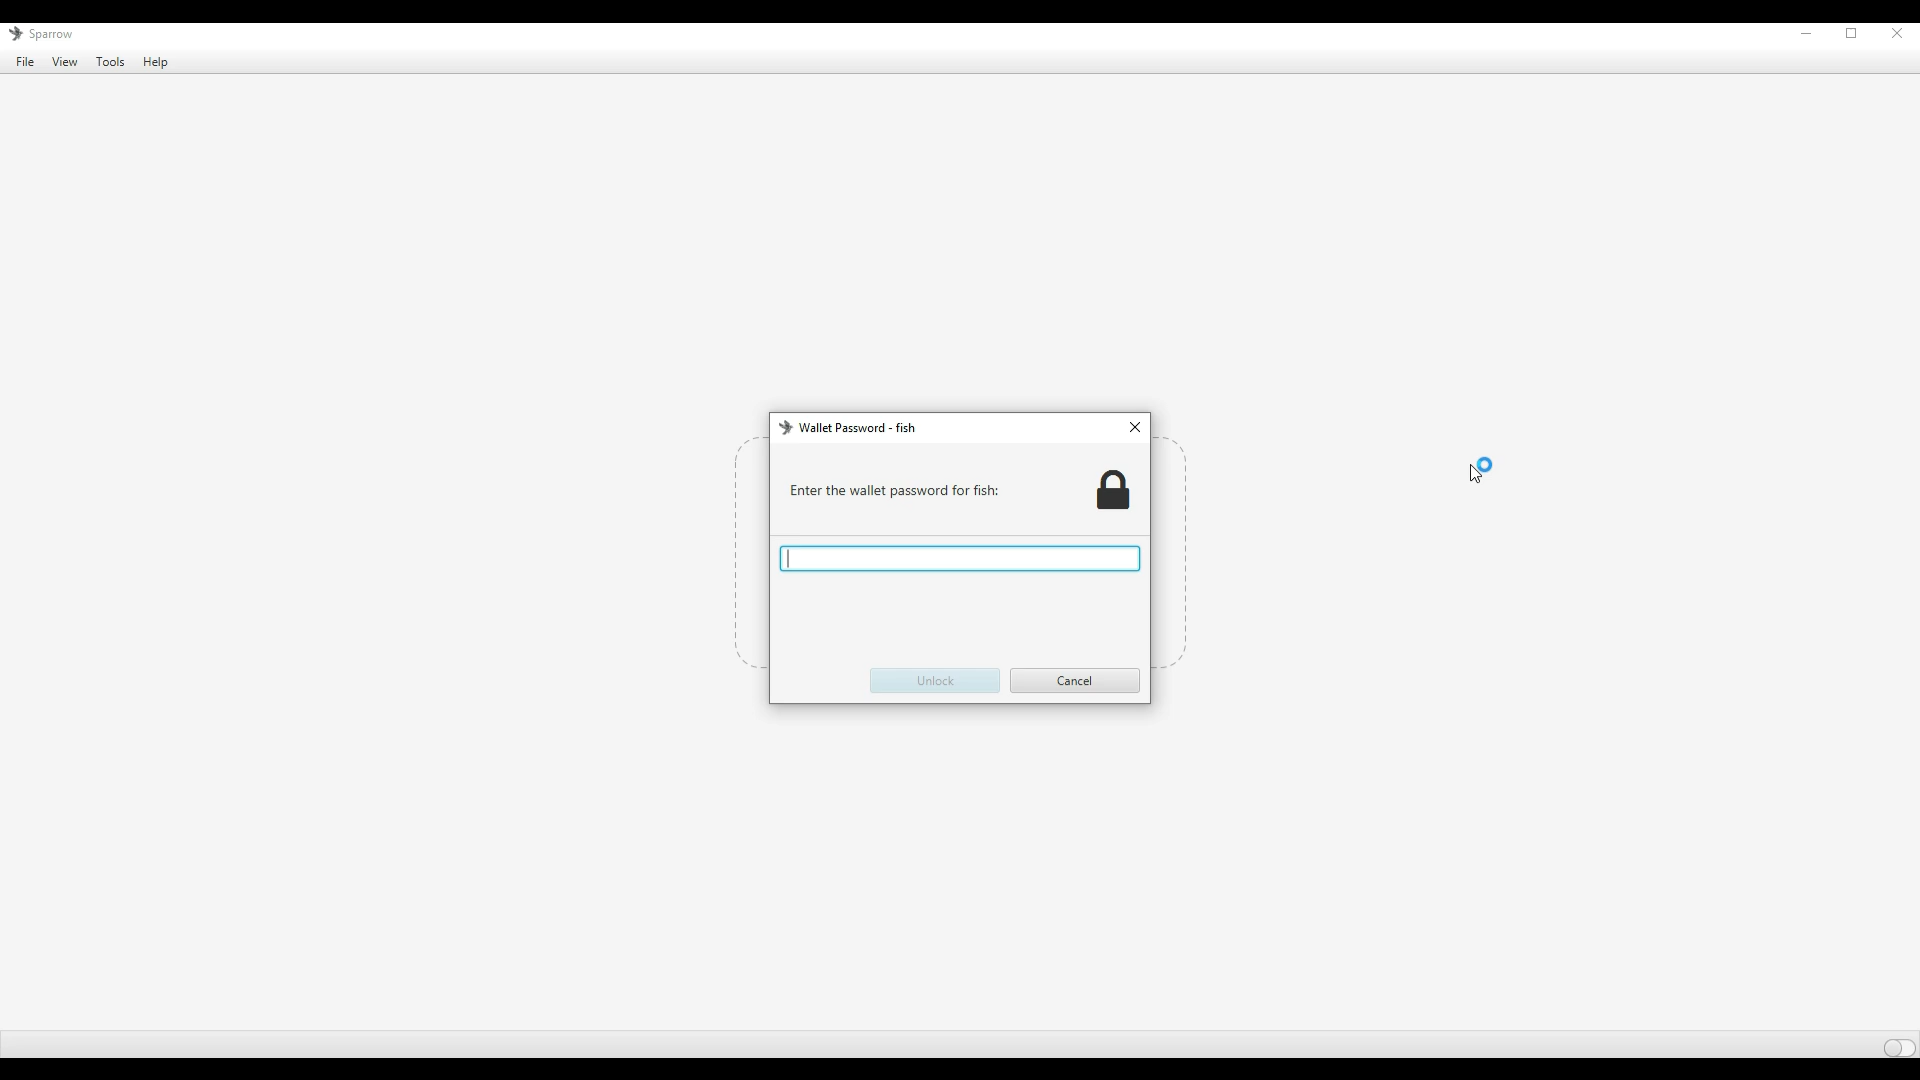 Sparrow
File View Tools Help
Wallet Password - fish
Enter the wallet password for fish:
Unlock Cancel